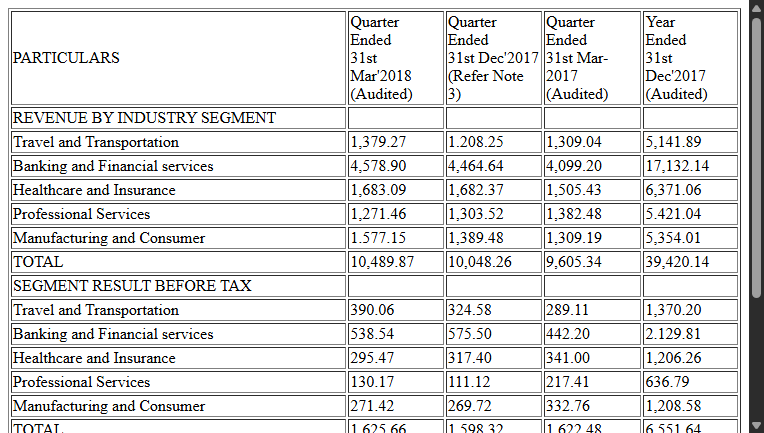 PARTICULARS Quarter Ended 31st Mar'2018 (Audited) Quarter Ended 31st Dec'2017 (Refer Note 3) Quarter Ended 31st Mar-2017 (Audited) Year Ended 31st Dec'2017 (Audited)
REVENUE BY INDUSTRY SEGMENT
Travel and Transportation 1,379.27 1.208.25 1,309.04 5,141.89
Banking and Financial services 4,578.90 4,464.64 4,099.20 17,132.14
Healthcare and Insurance 1,683.09 1,682.37 1,505.43 6,371.06
Professional Services 1,271.46 1,303.52 1,382.48 5.421.04
Manufacturing and Consumer 1.577.15 1,389.48 1,309.19 5,354.01
TOTAL 10,489.87 10,048.26 9,605.34 39,420.14
SEGMENT RESULT BEFORE TAX
Travel and Transportation 390.06 324.58 289.11 1,370.20
Banking and Financial services 538.54 575.50 442.20 2.129.81
Healthcare and Insurance 295.47 317.40 341.00 1,206.26
Professional Services 130.17 111.12 217.41 636.79
Manufacturing and Consumer 271.42 269.72 332.76 1,208.58
TOTAL 1,625.66 1,598.32 1,622.48 6,551.64